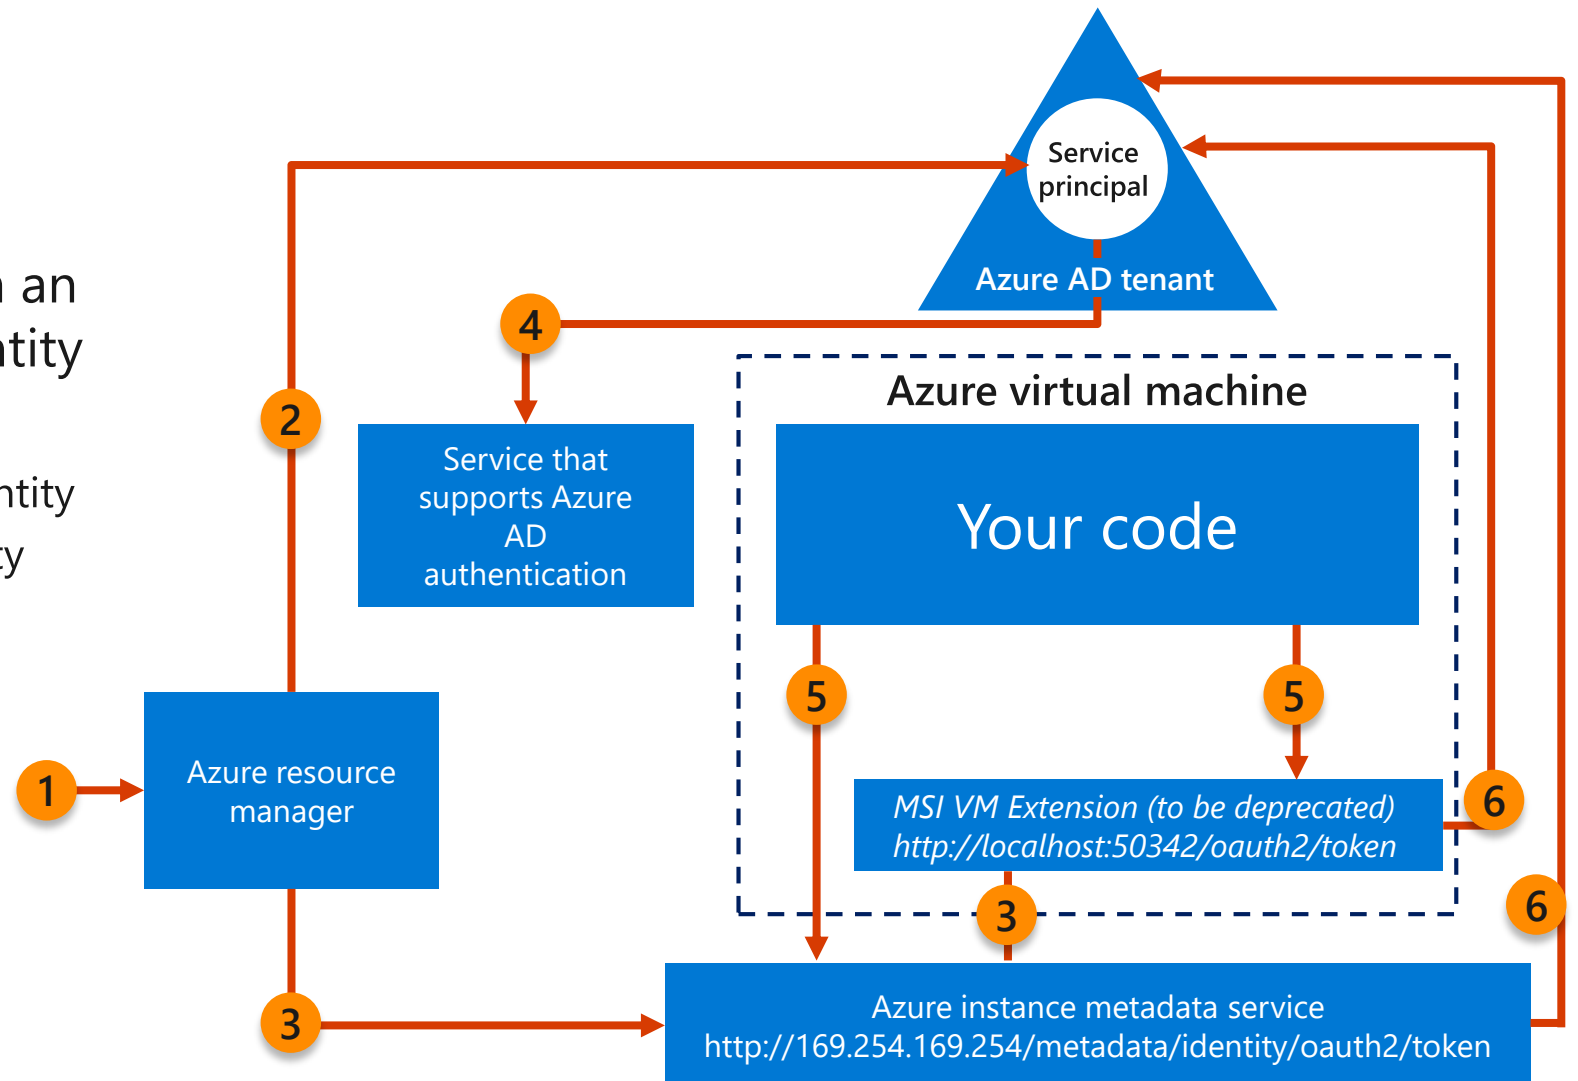 Service
principal
Azure AD tenant
an
4
Azure virtual machine
2
Service that
supports Azure
AD
authentication
Your code
5
5
1
Azure resource
manager
MSI VM Extension (to be deprecated)
http://localhost:50342/oauth2/token
6
6
3
3
Azure instance metadata service
http://169.254.169.254/metadata/identity/oauth2/token